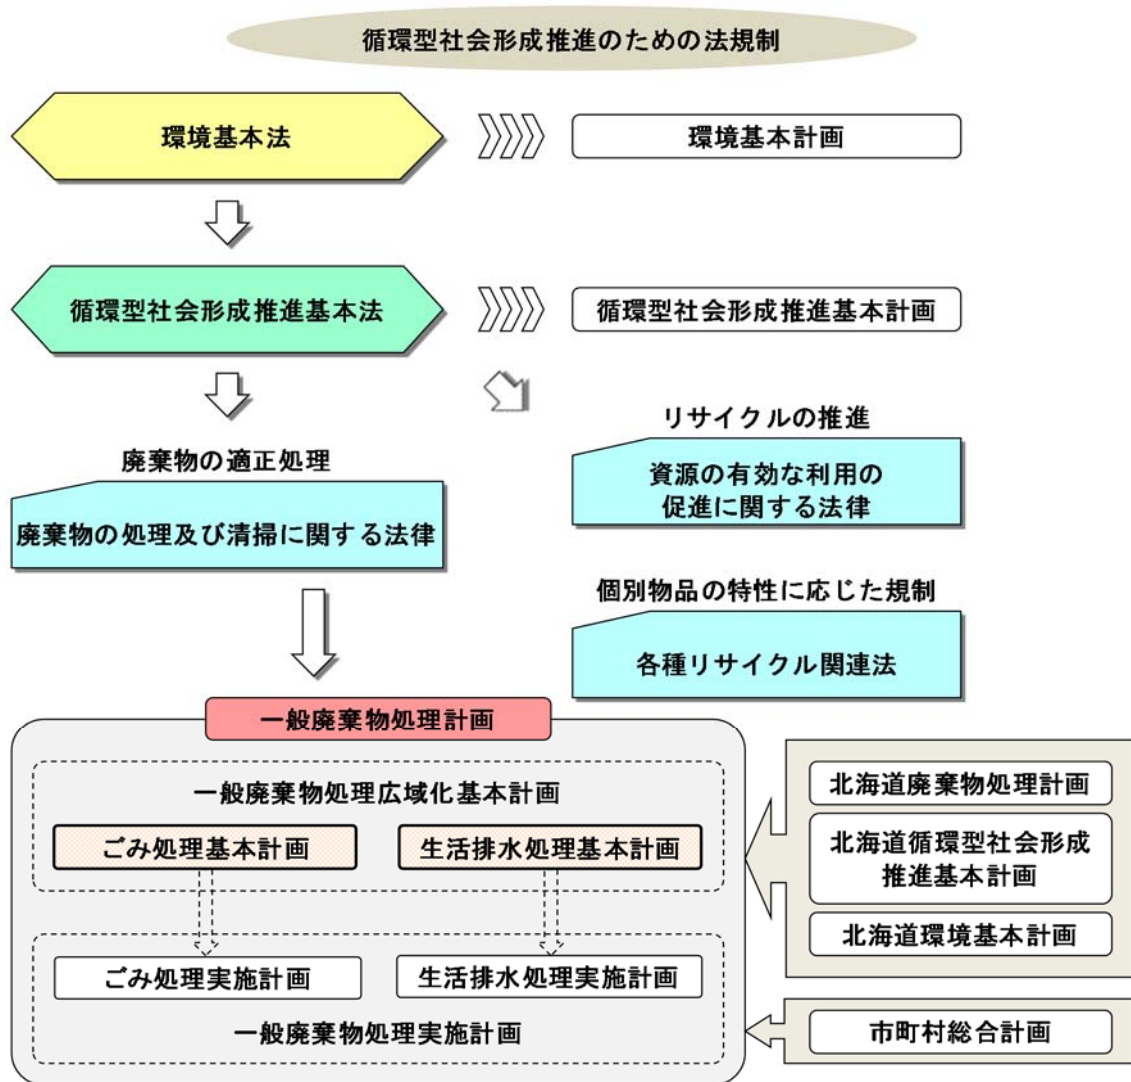 循環型社会形成推進のための法規制
環境基本法
環境基本計画
循環型社会形成推進基本法
循環型社会形成推進基本計画
廃棄物の適正処理
廃棄物の処理及び清掃に関する法律
リサイクルの推進
資源の有効な利用の
促進に関する法律
個別物品の特性に応じた規制
各種リサイクル関連法
一般廃棄物処理計画
一般廃棄物処理広域化基本計画
ごみ処理基本計画
生活排水処理基本計画
ごみ処理実施計画
生活排水処理実施計画
一般廃棄物処理実施計画
北海道廃棄物処理計画
北海道循環型社会形成
推進基本計画
北海道環境基本計画
市町村総合計画